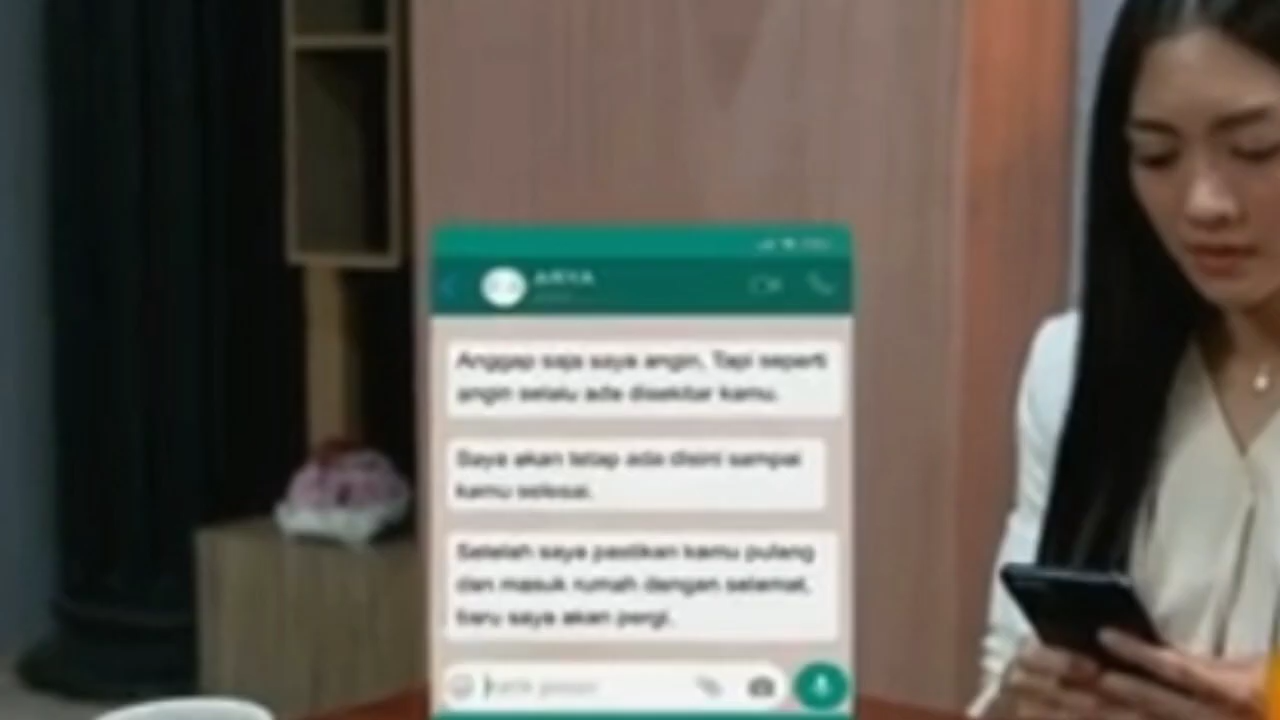 ARYA
Anggap saja saya angin, Tapi seperti
angin selalu ada disekitar kamu.
Saya akan tetap ada disini sampai
kamu selesai.
Setelah saya pastikan kamu pulang
dan masuk rumah dengan selamat,
baru saya akan pergi.